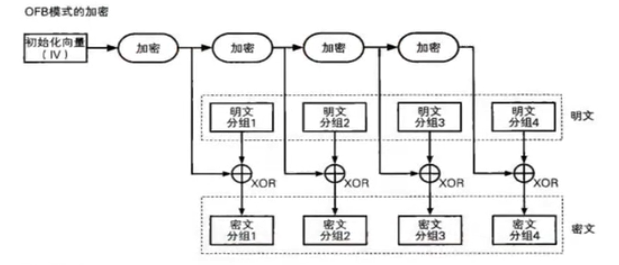 OFB模式的加密
初始化向量
(IV)
加密
加密
加密
加密
明文
分组1
明文
分组2
明文
分组3
明文
分组4
明文
XOR
XOR
XOR
XOR
密文
分组1
密文
分组2
密文
分组3
密文
分组4
密文